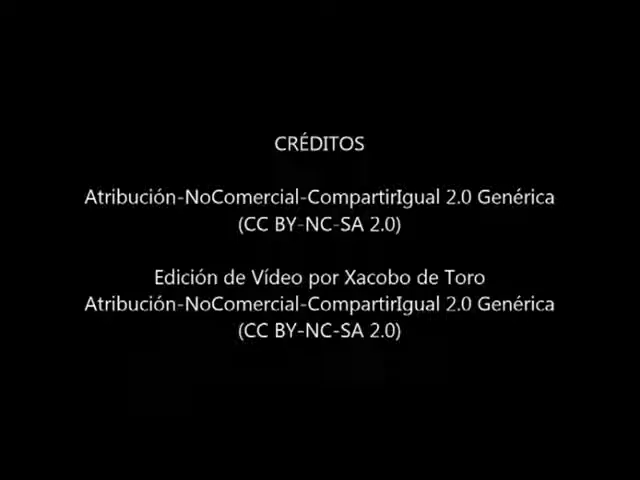 CRÉDITOS
Atribución-NoComercial-CompartirIgual 2.0 Genérica
(CC BY-NC-SA 2.0)
Edición de Vídeo por Xacobo de Toro
Atribución-NoComercial-CompartirIgual 2.0 Genérica
(CC BY-NC-SA 2.0)